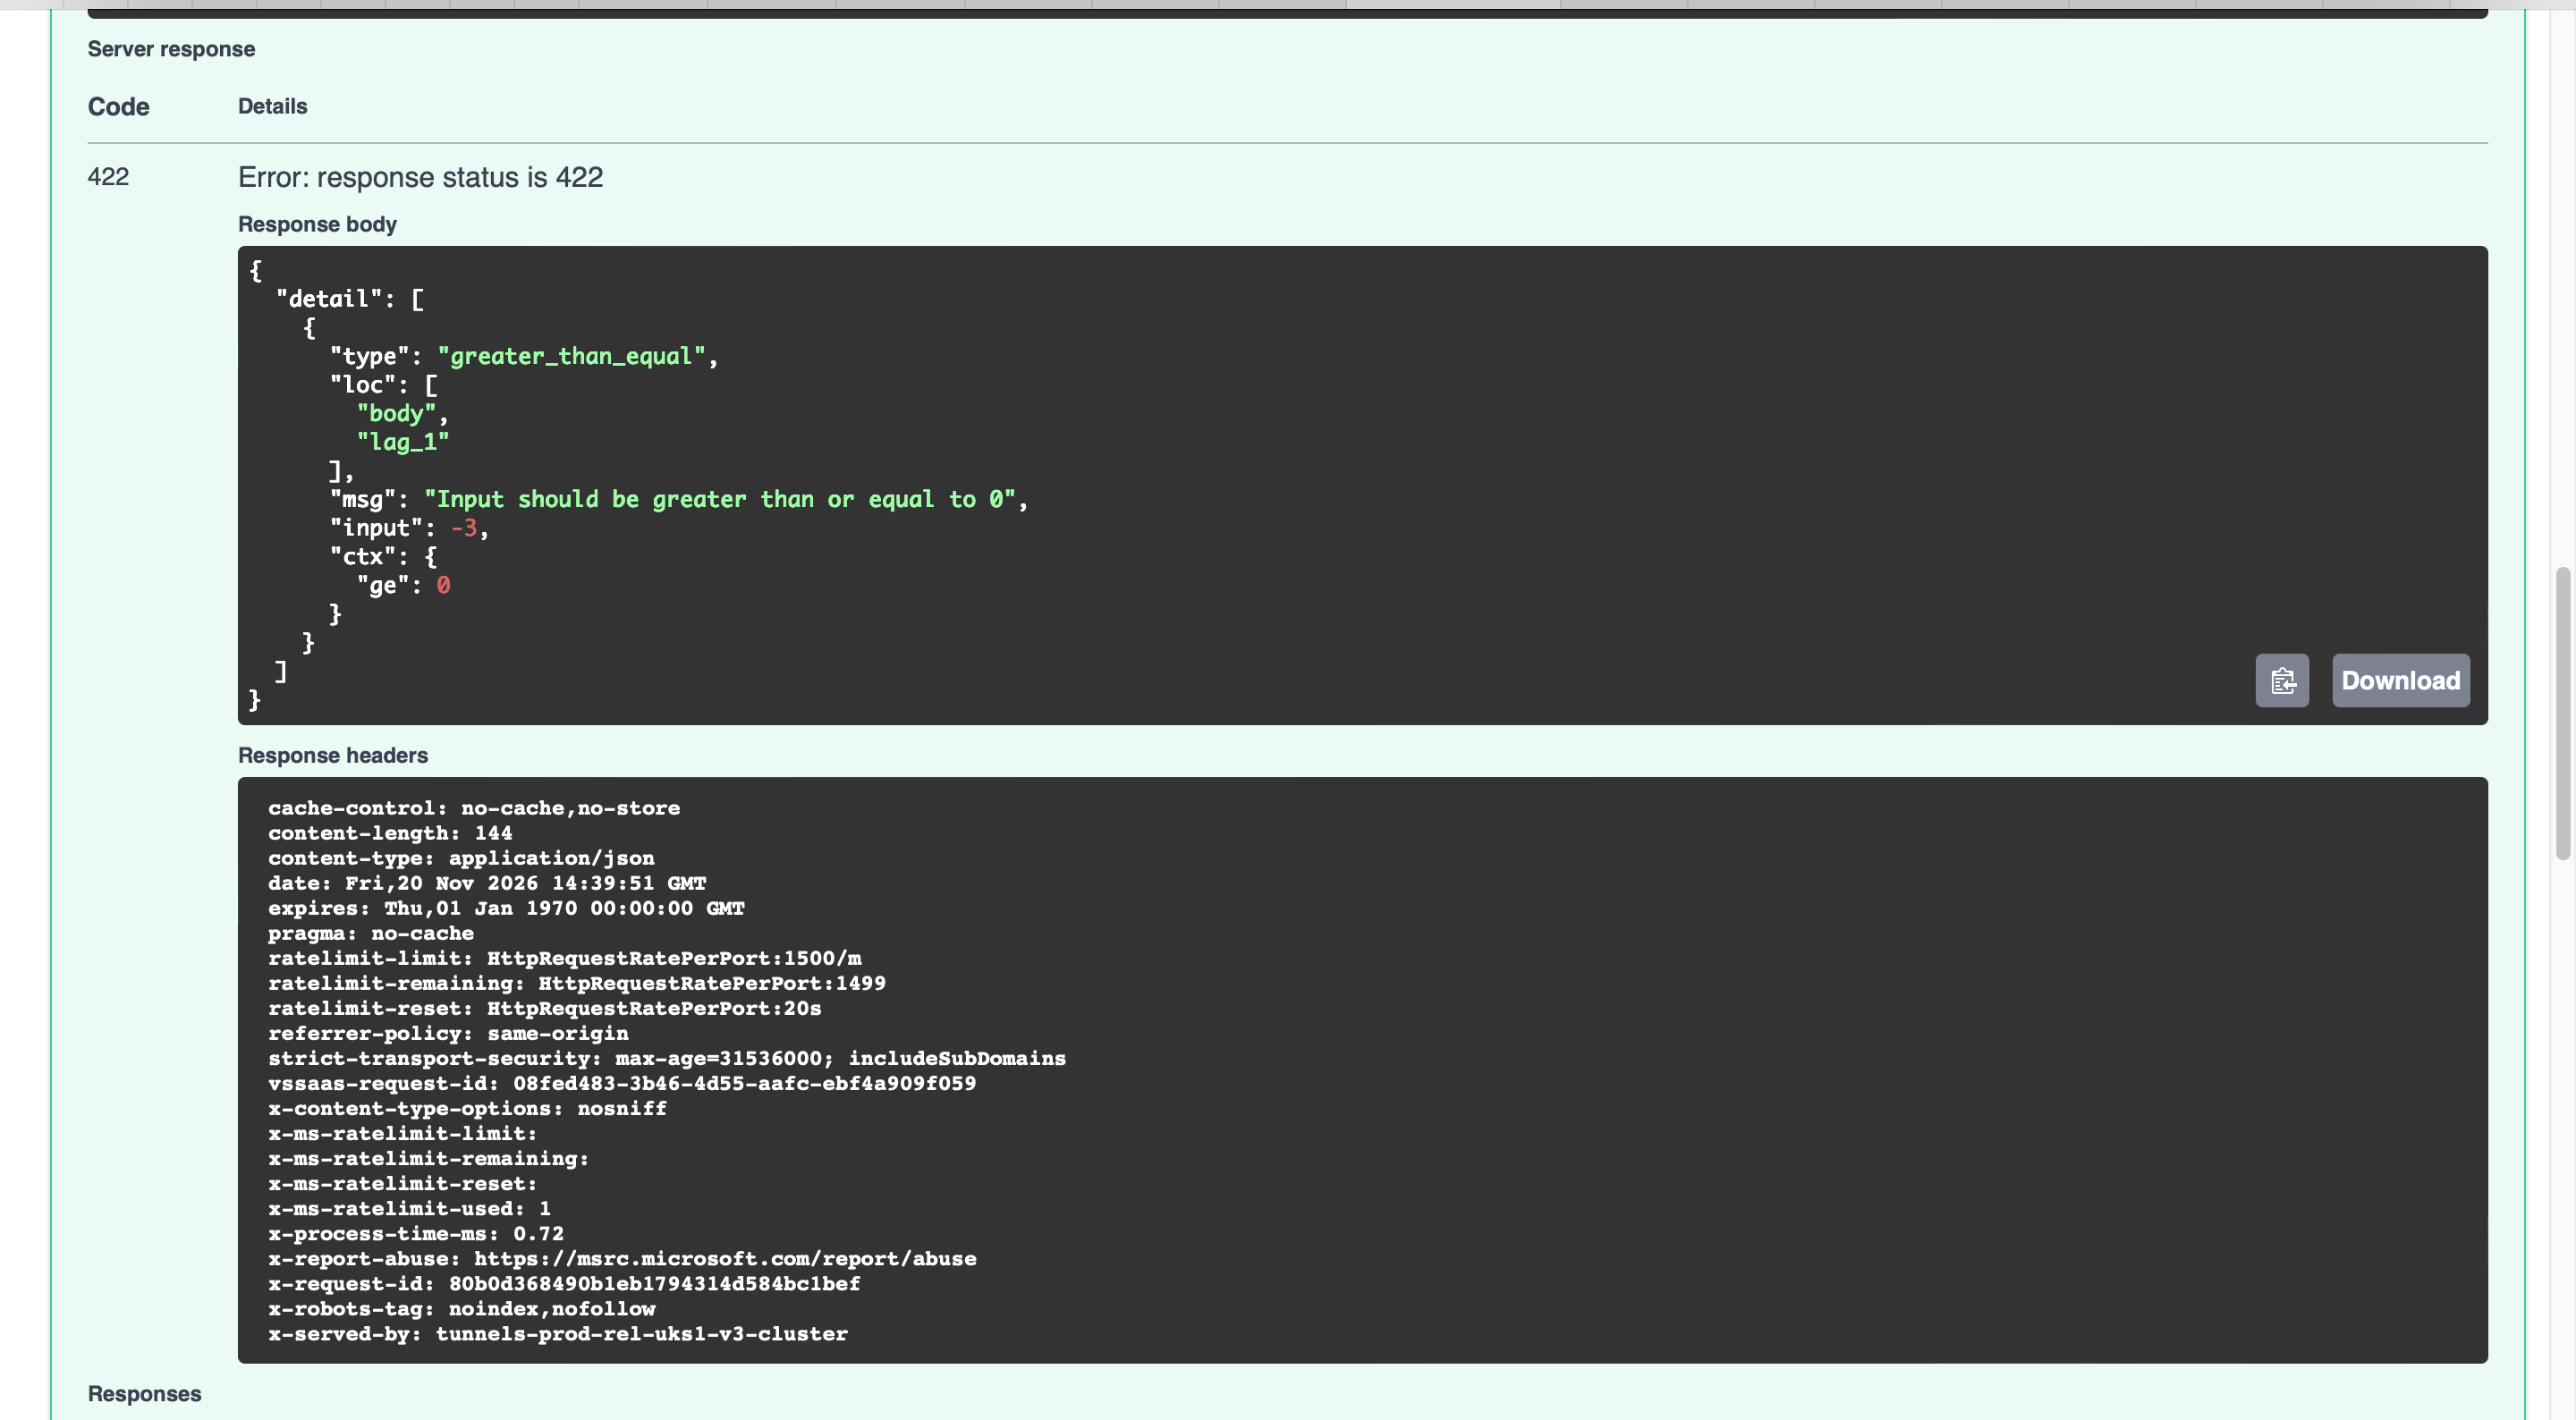 Server response
Code Details
422 Error: response status is 422
Response body
{
  "detail": [
    {
      "type": "greater_than_equal",
      "loc": [
        "body",
        "lag_1"
      ],
      "msg": "Input should be greater than or equal to 0",
      "input": -3,
      "ctx": {
        "ge": 0
      }
    }
  ]
}
Download
Response headers
cache-control: no-cache,no-store
content-length: 144
content-type: application/json
date: Fri,20 Nov 2026 14:39:51 GMT
expires: Thu,01 Jan 1970 00:00:00 GMT
pragma: no-cache
ratelimit-limit: HttpRequestRatePerPort:1500/m
ratelimit-remaining: HttpRequestRatePerPort:1499
ratelimit-reset: HttpRequestRatePerPort:20s
referrer-policy: same-origin
strict-transport-security: max-age=31536000; includeSubDomains
vssaas-request-id: 08fed483-3b46-4d55-aafc-ebf4a909f059
x-content-type-options: nosniff
x-ms-ratelimit-limit:
x-ms-ratelimit-remaining:
x-ms-ratelimit-reset:
x-ms-ratelimit-used: 1
x-process-time-ms: 0.72
x-report-abuse: https://msrc.microsoft.com/report/abuse
x-request-id: 80b0d368490b1eb1794314d584bc1bef
x-robots-tag: noindex,nofollow
x-served-by: tunnels-prod-rel-uks1-v3-cluster
Responses